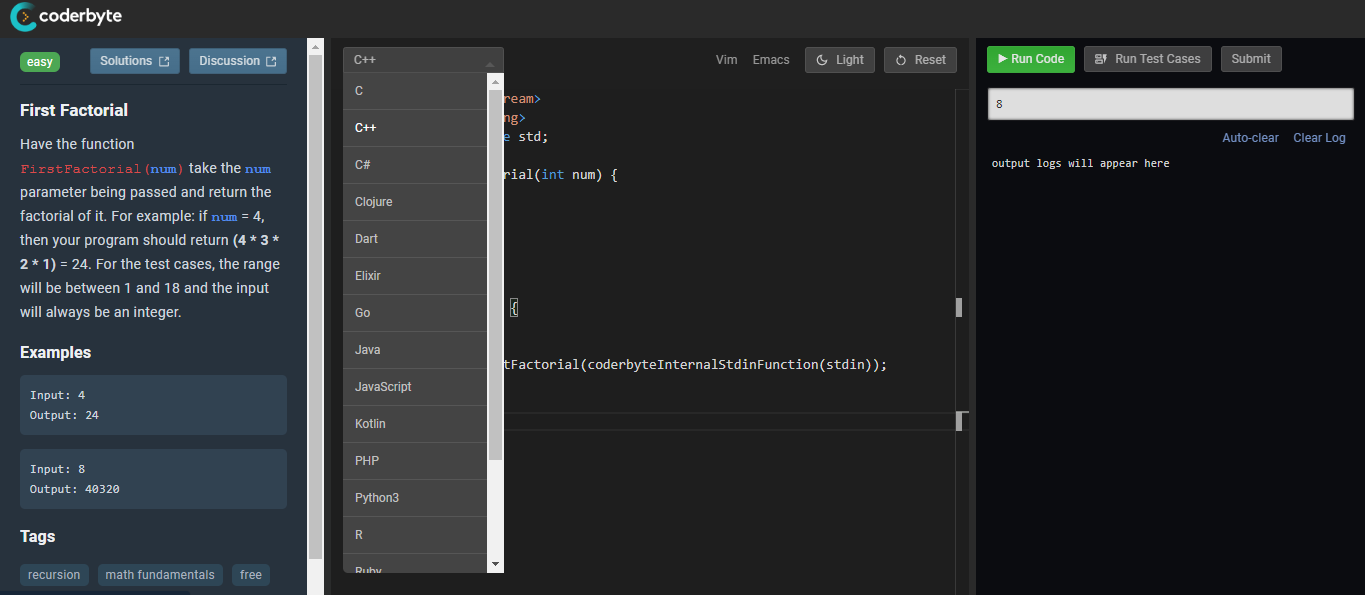 coderbyte
easy
Solutions
Discussion
First Factorial
Have the function
FirstFactorial(num) take the num
parameter being passed and return the
factorial of it. For example: if num = 4,
then your program should return (4 * 3 *
2 * 1) = 24. For the test cases, the range
will be between 1 and 18 and the input
will always be an integer.
Examples
Input: 4
Output: 24
Input: 8
Output: 40320
Tags
recursion
math fundamentals
free
C++
Vim
Emacs
Light
Reset
C
C++
C#
Clojure
Dart
Elixir
Go
Java
JavaScript
Kotlin
PHP
Python3
R
Ruby
ream>
ng>
e std;
rial(int num) {
{
tFactorial(coderbyteInternalStdinFunction(stdin));
Run Code
Run Test Cases
Submit
8
Auto-clear
Clear Log
output logs will appear here